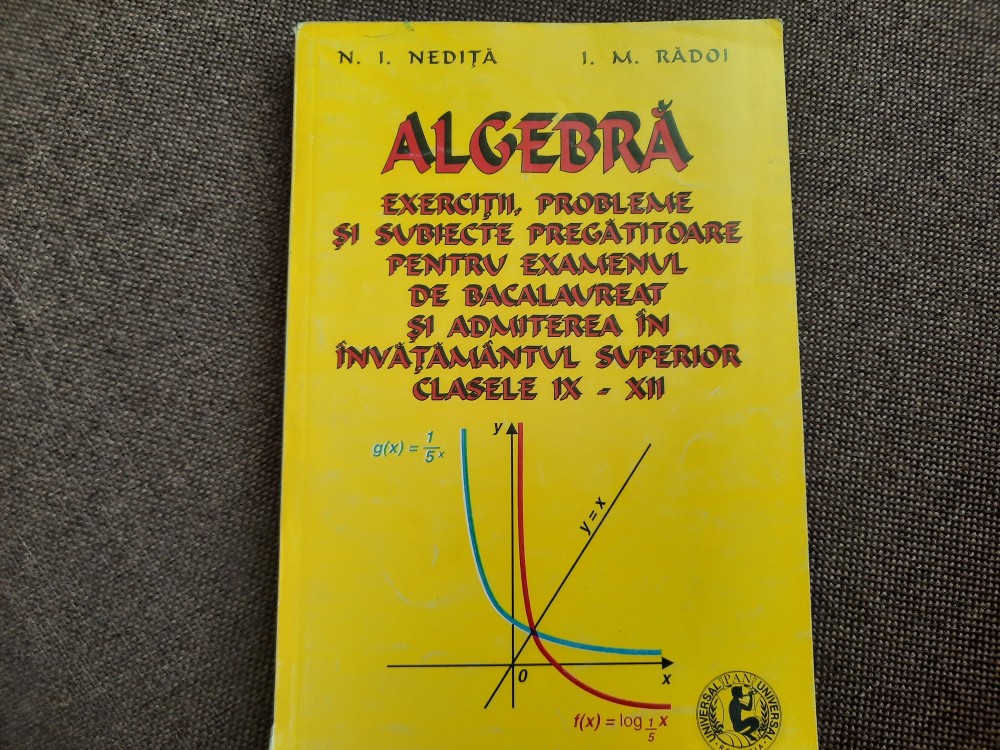 N. I. NEDIȚĂ I. M. RĂDOI
ALGEBRĂ
EXERCIȚII, PROBLEME
ȘI SUBIECTE PREGĂTITOARE
PENTRU EXAMENUL
DE BACALAUREAT
ȘI ADMITEREA ÎN
ÎNVĂȚĂMÂNTUL SUPERIOR
CLASELE IX - XII
y
g(x) = 1/5ˣ
y = x
0
x
f(x) = log 1/5 x
UNIVERSAL PAN UNIVERSAL